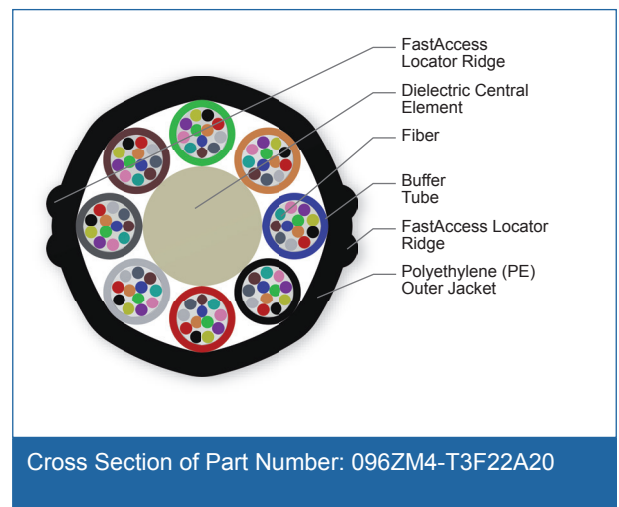 FastAccess
Locator Ridge
Dielectric Central
Element
Fiber
Buffer
Tube
FastAccess Locator
Ridge
Polyethylene (PE)
Outer Jacket
Cross Section of Part Number: 096ZM4-T3F22A20